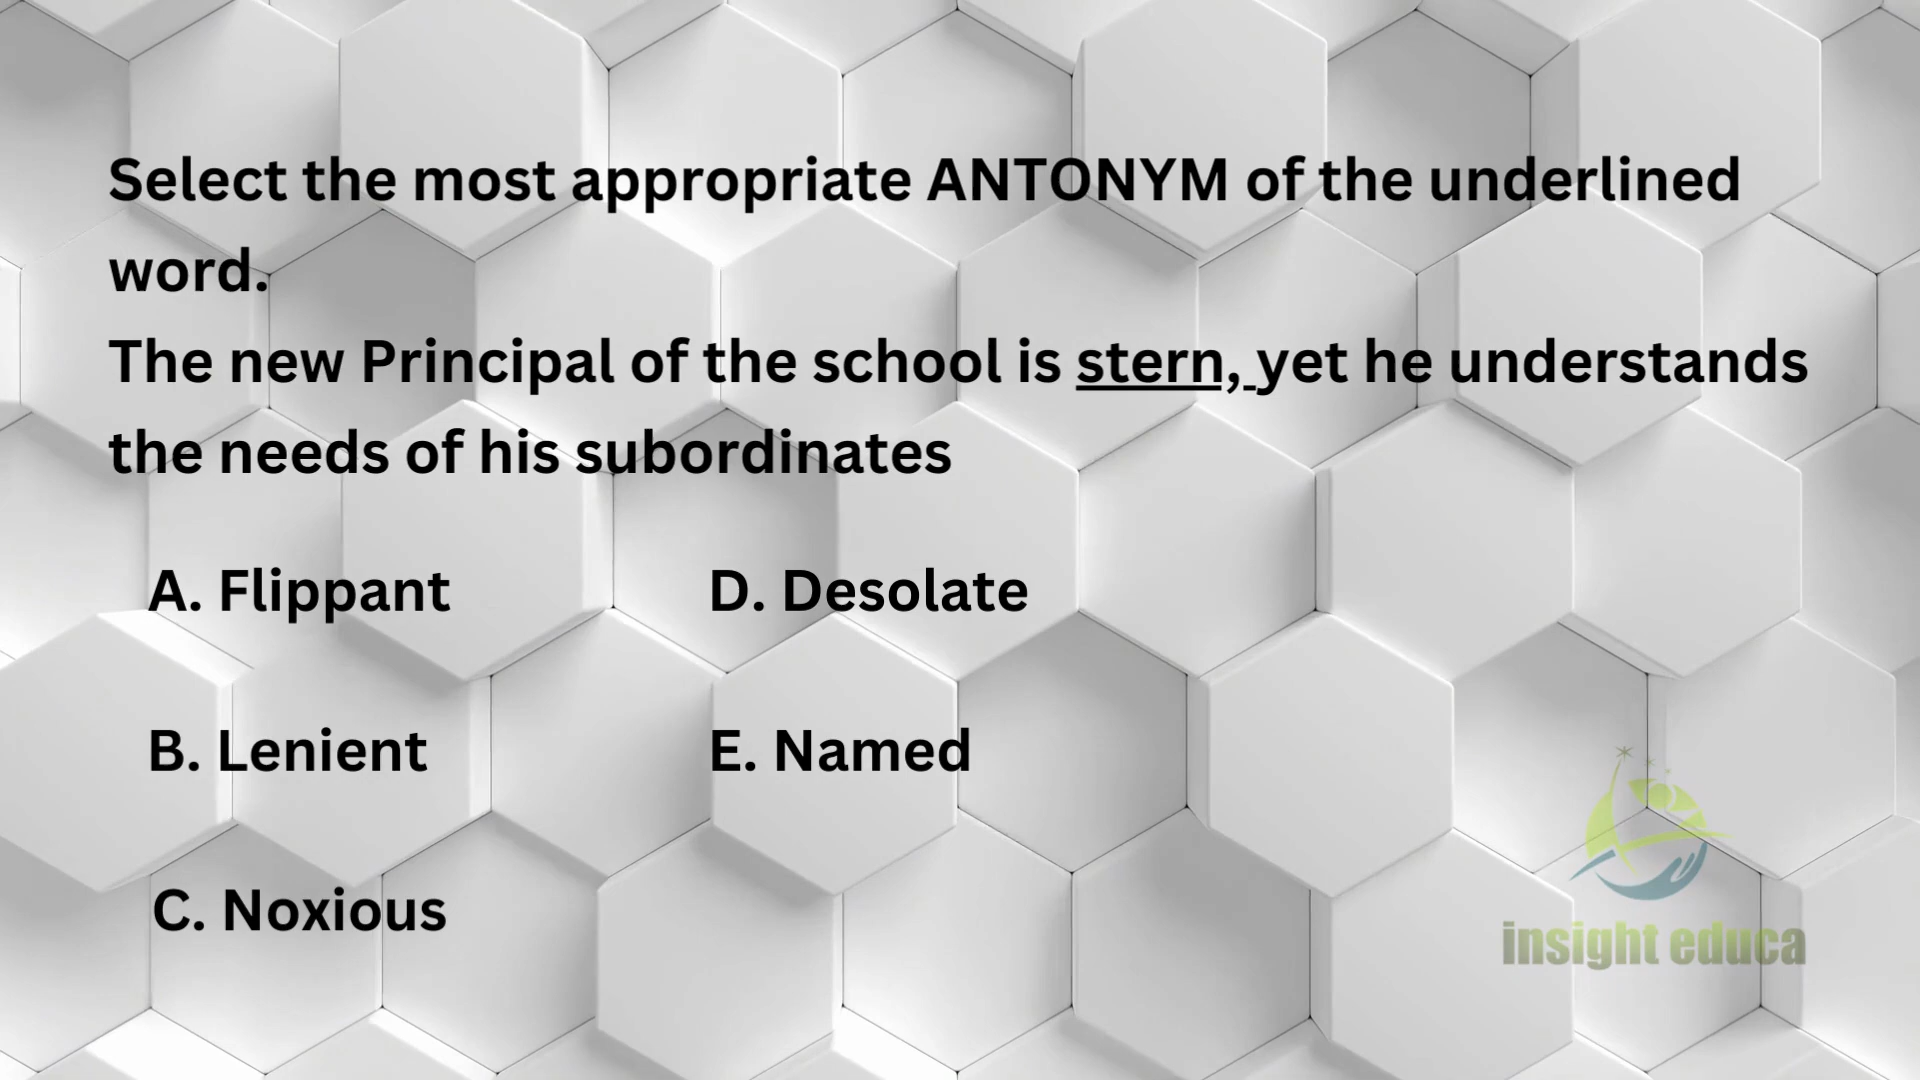 Select the most appropriate ANTONYM of the underlined
word.
The new Principal of the school is stern, yet he understands
the needs of his subordinates
A. Flippant
B. Lenient
C. Noxious
D. Desolate
E. Named
insight educa